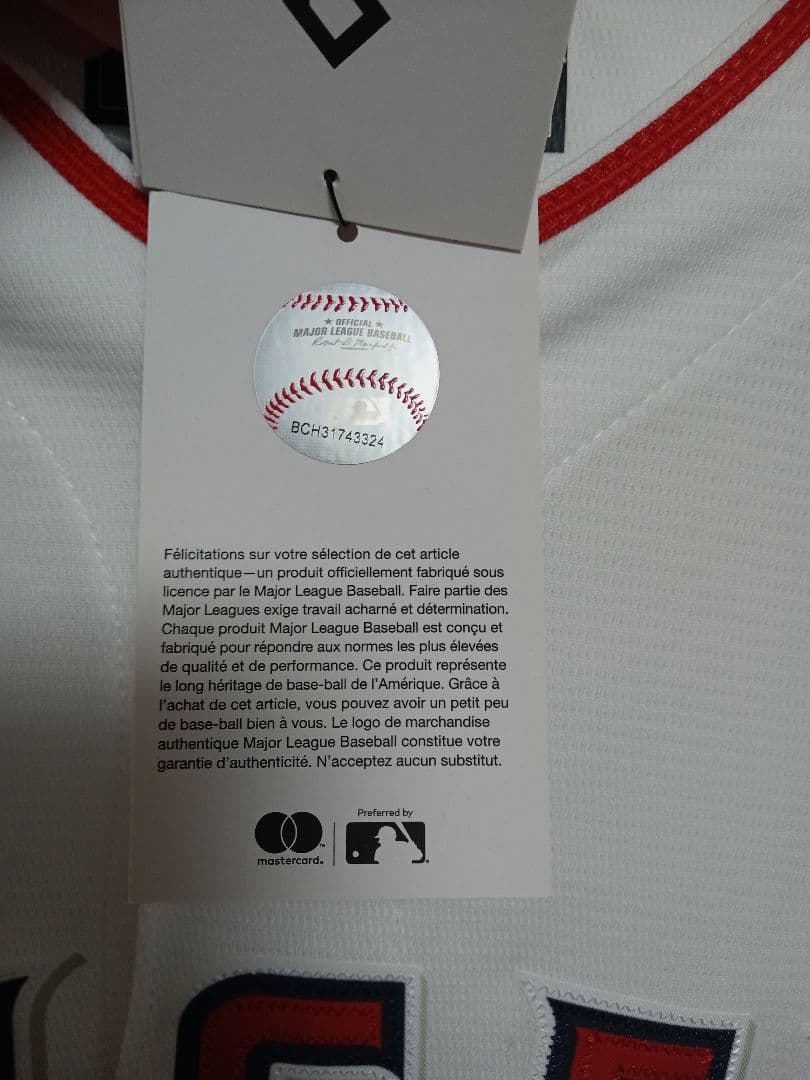 ★ OFFICIAL ★
MAJOR LEAGUE BASEBALL
BCH31743324
Félicitations sur votre sélection de cet article
authentique—un produit officiellement fabriqué sous
licence par le Major League Baseball. Faire partie des
Major Leagues exige travail acharné et détermination.
Chaque produit Major League Baseball est conçu et
fabriqué pour répondre aux normes les plus élevées
de qualité et de performance. Ce produit représente
le long héritage de base-ball de l'Amérique. Grâce à
l'achat de cet article, vous pouvez avoir un petit peu
de base-ball bien à vous. Le logo de marchandise
authentique Major League Baseball constitue votre
garantie d'authenticité. N'acceptez aucun substitut.
Preferred by
mastercard.